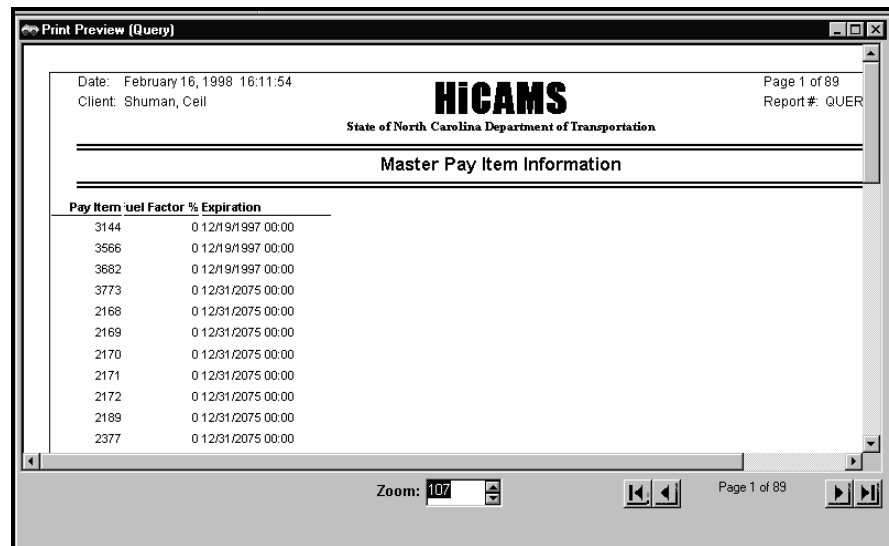 Print Preview (Query)
Date: February 16, 1998 16:11:54
HiCAMS
Page 1 of 89
Client: Shuman, Ceil
Report #: QUER
State of North Carolina Department of Transportation
Master Pay Item Information
Pay Item uel Factor % Expiration
3144 0 12/19/1997 00:00
3566 0 12/19/1997 00:00
3682 0 12/19/1997 00:00
3773 0 12/31/2075 00:00
2168 0 12/31/2075 00:00
2169 0 12/31/2075 00:00
2170 0 12/31/2075 00:00
2171 0 12/31/2075 00:00
2172 0 12/31/2075 00:00
2189 0 12/31/2075 00:00
2377 0 12/31/2075 00:00
Zoom: 107
Page 1 of 89